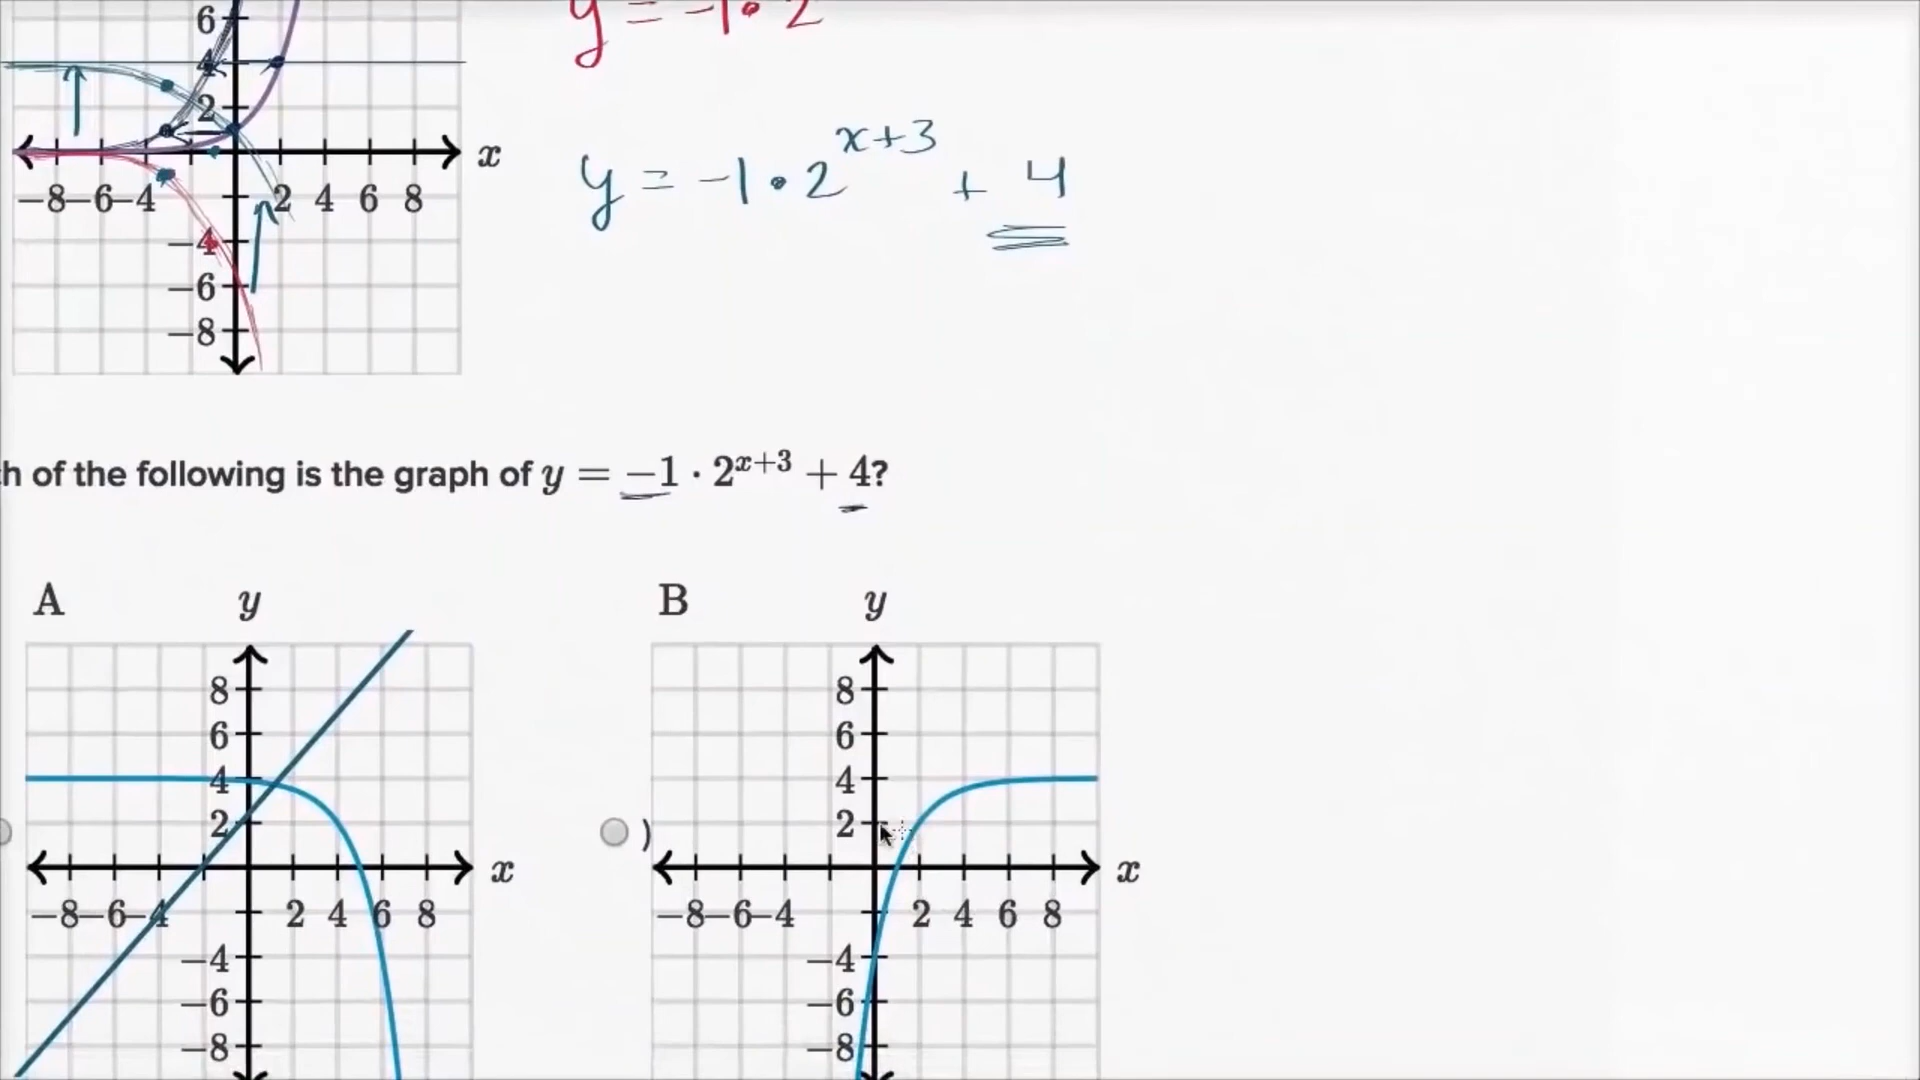 y = -1 • 2
6
4
2
x
−8−6−4 2 4 6 8
−4
−6
−8
y = -1 • 2^{x+3} + 4
h of the following is the graph of y = −1 · 2^{x+3} + 4?
A y
8
6
4
2
x
−8−6−4 2 4 6 8
−4
−6
−8
B y
8
6
4
2
)
x
−8−6−4 2 4 6 8
−4
−6
−8